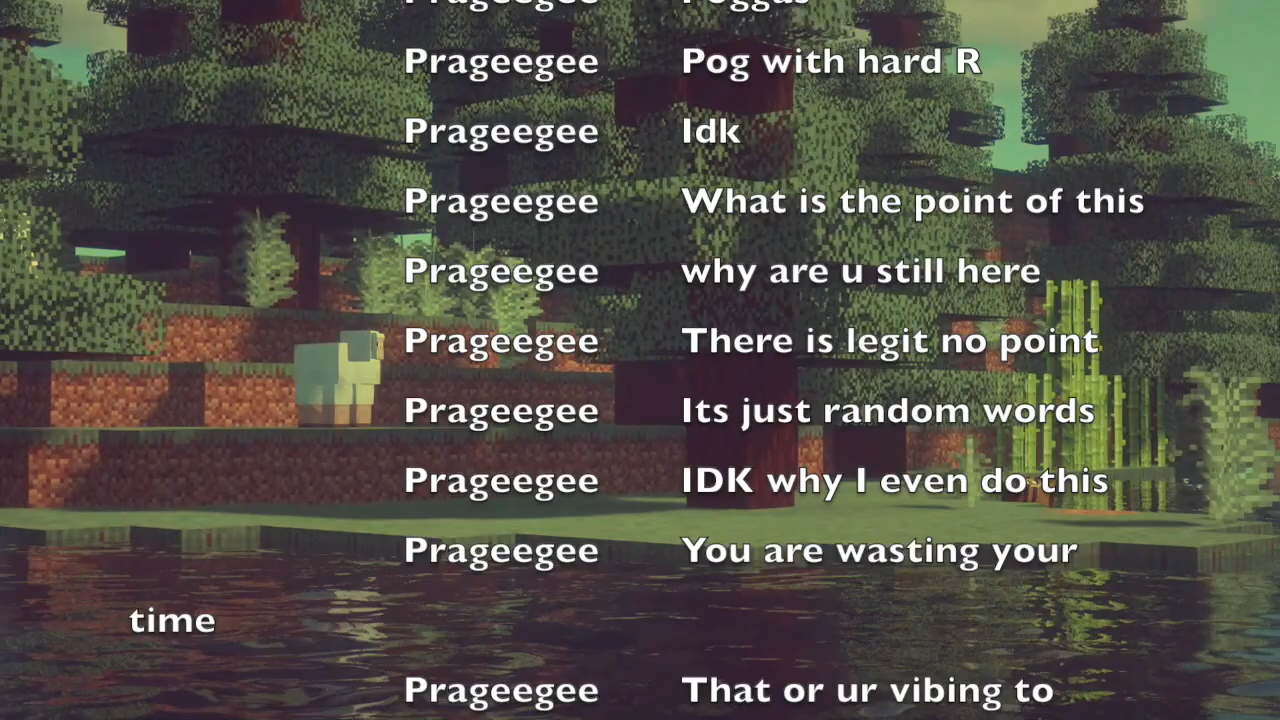 Prageegee Poggus
Prageegee Pog with hard R
Prageegee Idk
Prageegee What is the point of this
Prageegee why are u still here
Prageegee There is legit no point
Prageegee Its just random words
Prageegee IDK why I even do this
Prageegee You are wasting your
time
Prageegee That or ur vibing to